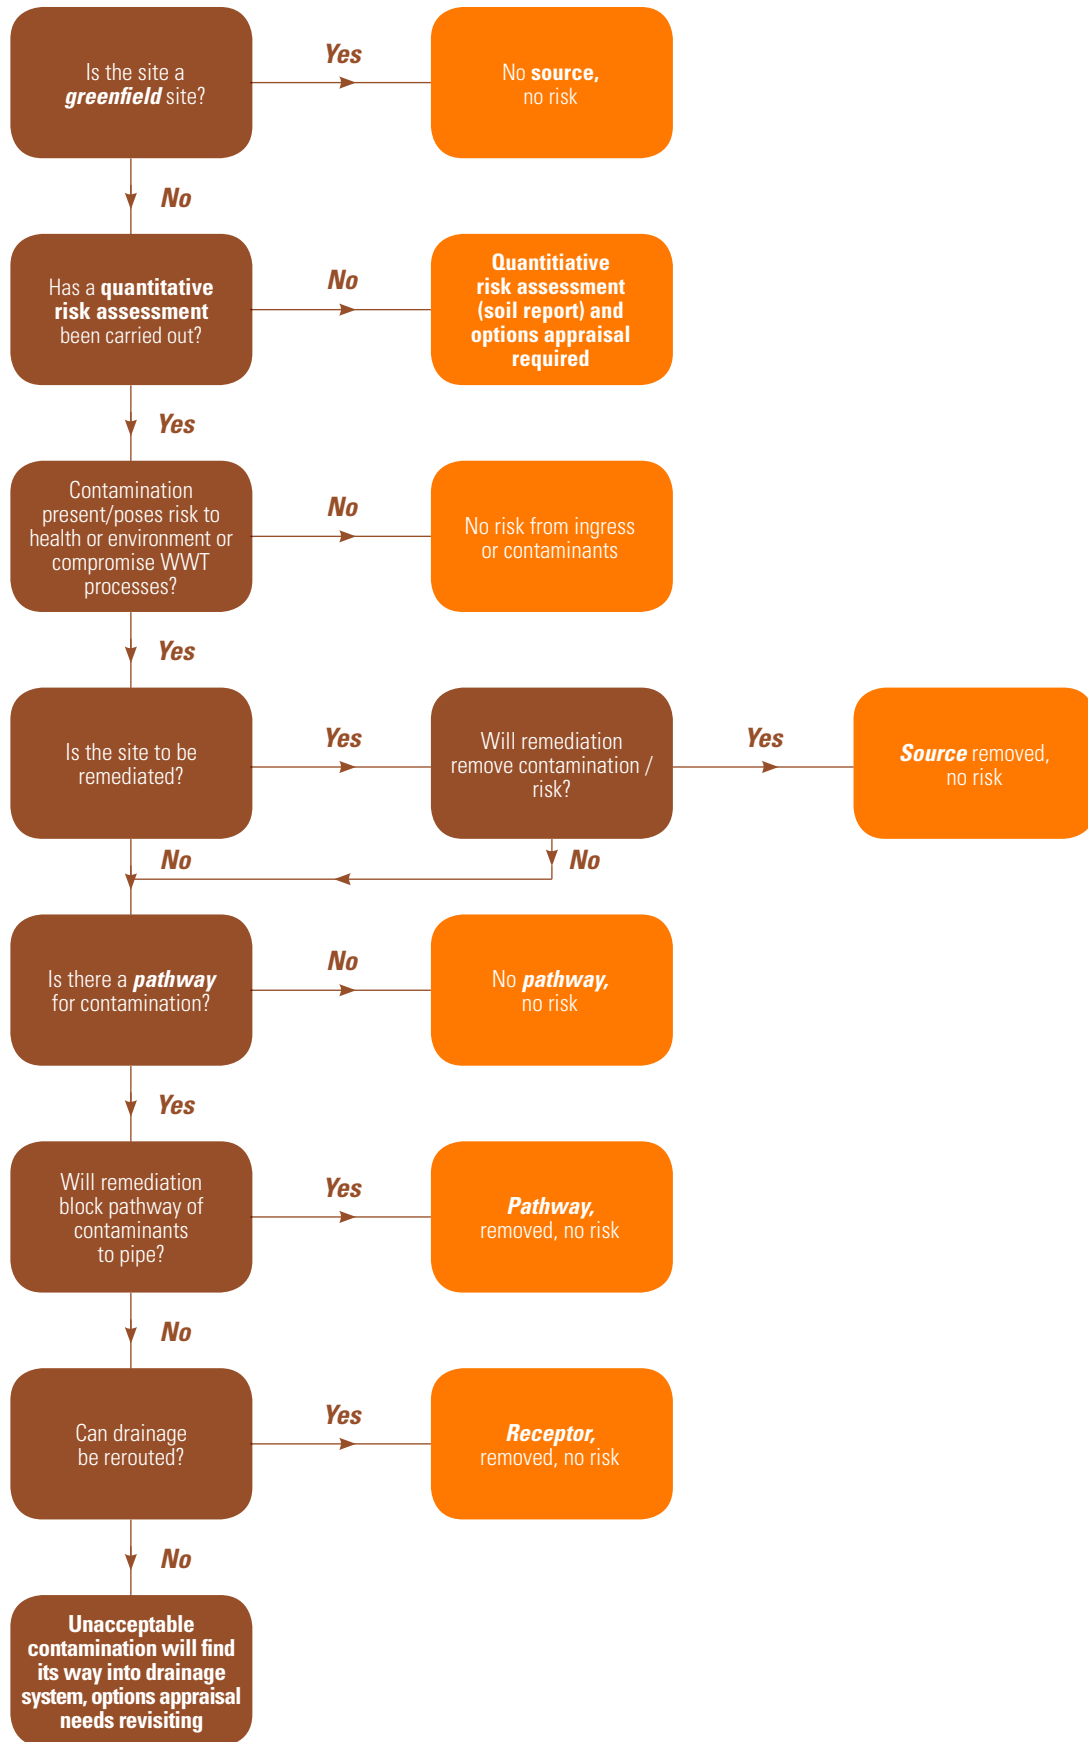 Is the site a
greenfield site?
Yes
No source,
no risk
No
Has a quantitative
risk assessment
been carried out?
No
Quantitiative
risk assessment
(soil report) and
options appraisal
required
Yes
Contamination
present/poses risk to
health or environment or
compromise WWT
processes?
No
No risk from ingress
or contaminants
Yes
Is the site to be
remediated?
Yes
Will remediation
remove contamination /
risk?
Yes
Source removed,
no risk
No
No
Is there a pathway
for contamination?
No
No pathway,
no risk
Yes
Will remediation
block pathway of
contaminants
to pipe?
Yes
Pathway,
removed, no risk
No
Can drainage
be rerouted?
Yes
Receptor,
removed, no risk
No
Unacceptable
contamination will find
its way into drainage
system, options appraisal
needs revisiting